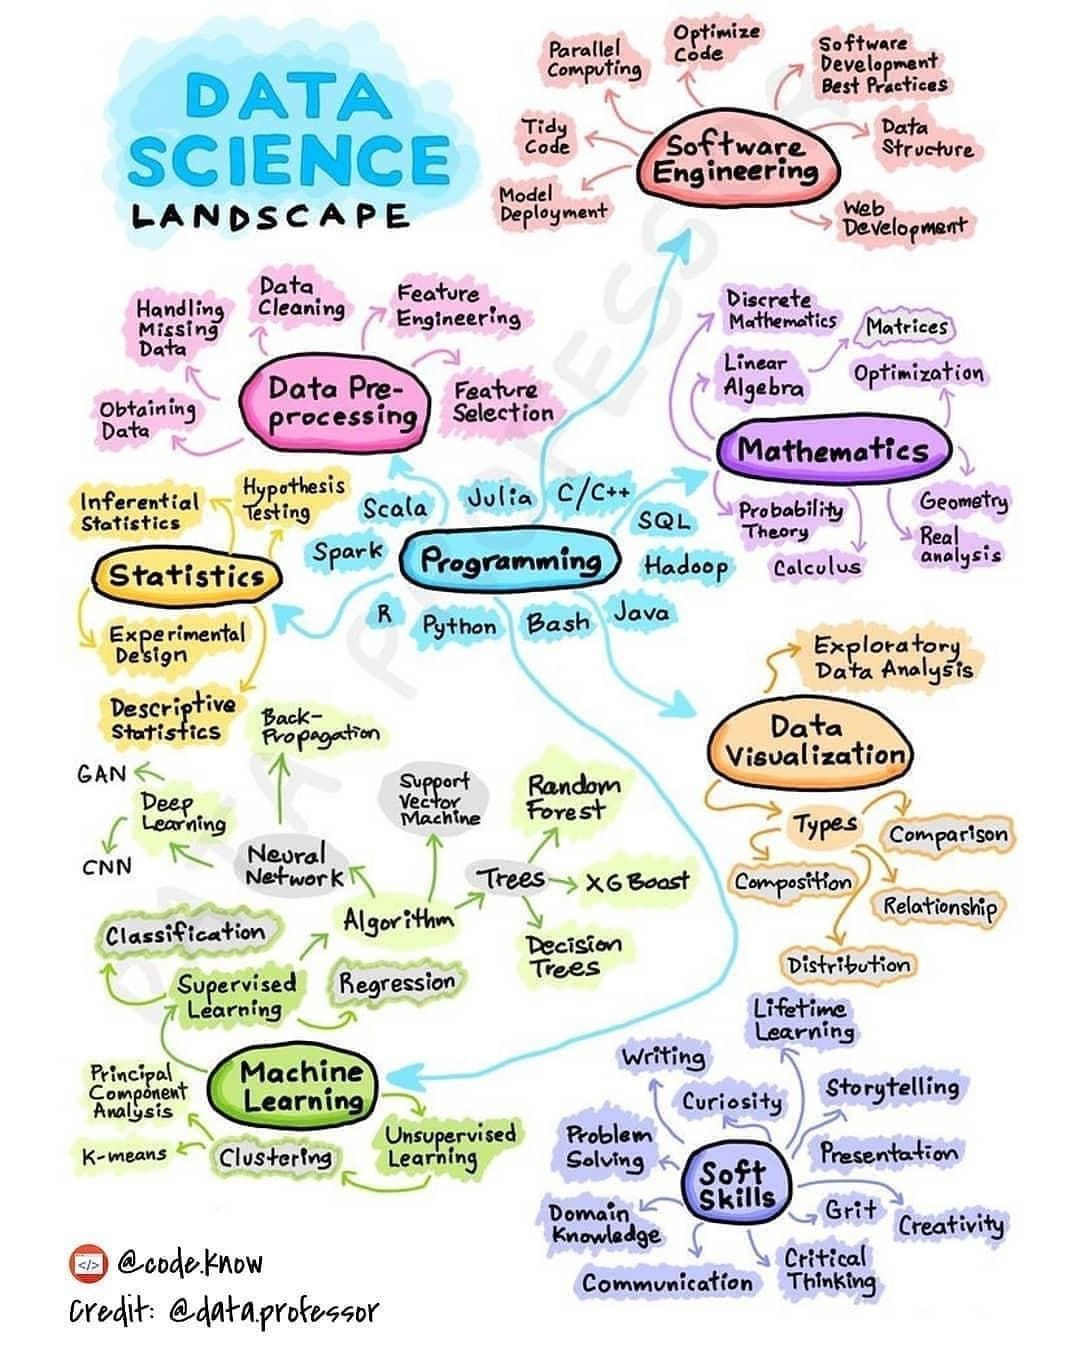 DATA
SCIENCE
LANDSCAPE
Parallel
Computing
Optimize
Code
Software
Development
Best Practices
Tidy
Code
Software
Engineering
Data
Structure
Model
Deployment
Web
Development
Handling
Missing
Data
Data
Cleaning
Feature
Engineering
Obtaining
Data
Data Pre-
processing
Feature
Selection
Discrete
Mathematics
Matrices
Linear
Algebra
Optimization
Mathematics
Probability
Theory
Calculus
Geometry
Real
analysis
Inferential
Statistics
Hypothesis
Testing
Statistics
Experimental
Design
Descriptive
Statistics
Scala
Julia
C/C++
SQL
Spark
Programming
Hadoop
R
Python
Bash
Java
Exploratory
Data Analysis
Data
Visualization
Types
Comparison
Composition
Relationship
Distribution
Back-
Propagation
GAN
Deep
Learning
CNN
Neural
Network
Support
Vector
Machine
Random
Forest
Trees
XG Boost
Decision
Trees
Algorithm
Classification
Supervised
Learning
Regression
Machine
Learning
Principal
Component
Analysis
K-means
Clustering
Unsupervised
Learning
Lifetime
Learning
Writing
Curiosity
Storytelling
Problem
Solving
Soft
Skills
Presentation
Domain
Knowledge
Grit
Creativity
Communication
Critical
Thinking
DATA PROFESSOR
</> @code.know
Credit: @data.professor